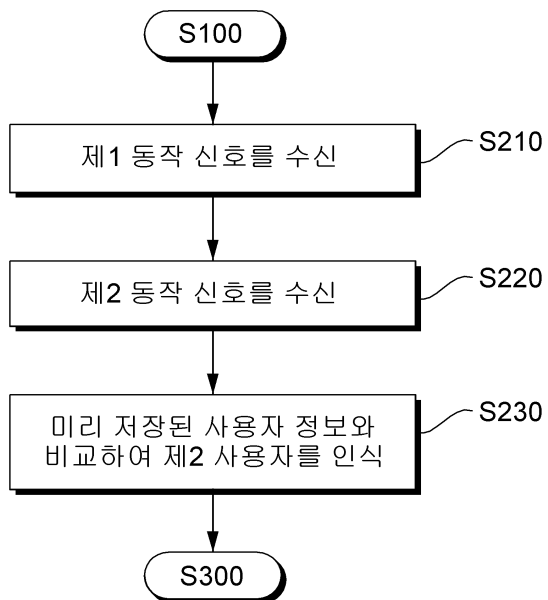 S100
제1 동작 신호를 수신
S210
제2 동작 신호를 수신
S220
미리 저장된 사용자 정보와
비교하여 제2 사용자를 인식
S230
S300